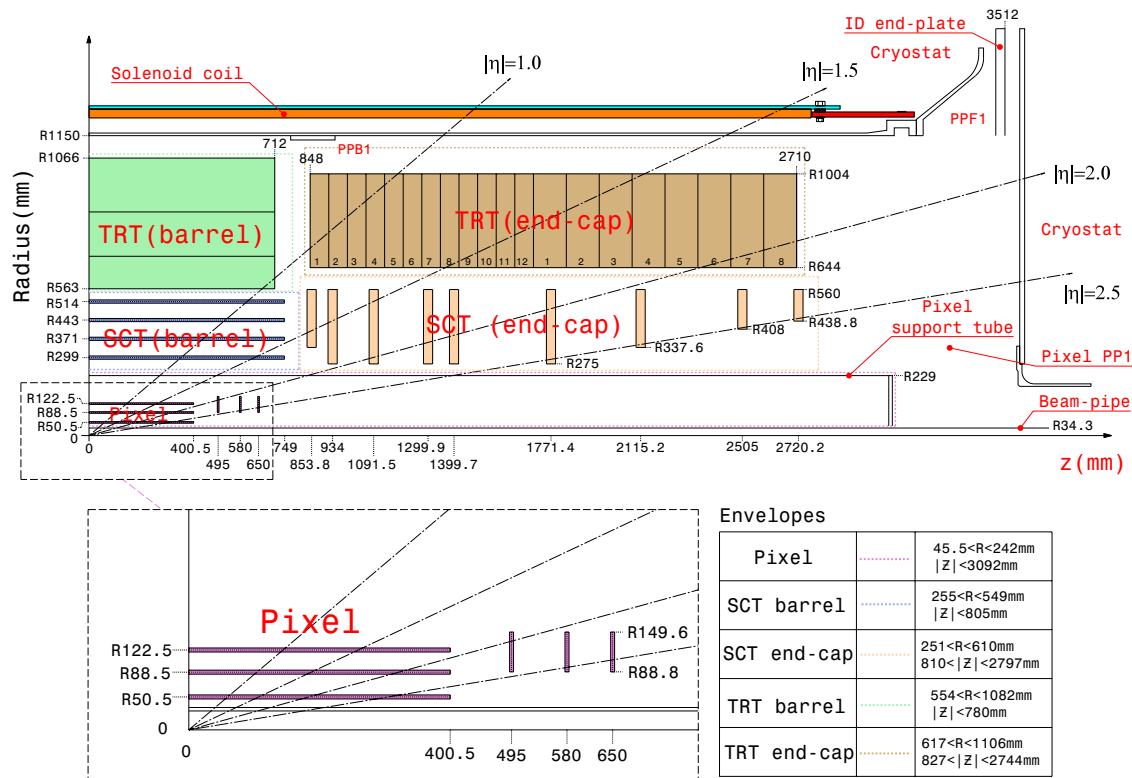 3512
ID end-plate
Cryostat
|η|=1.0
|η|=1.5
Solenoid coil
PPF1
R1150
712
PPB1
848
2710
R1066
R1004
|η|=2.0
Radius(mm)
TRT(barrel)
TRT(end-cap)
Cryostat
1 2 3 4 5 6 7 8 9 10 11 12 1 2 3 4 5 6 7 8
R644
R563
R560
|η|=2.5
R514
R443
SCT(barrel)
SCT (end-cap)
R438.8
R408
Pixel
support tube
R371
R337.6
R299
R275
Pixel PP1
R229
R122.5
R88.5
Pixel
R50.5
Beam-pipe
R34.3
0
0
400.5 580 749 934 1299.9 1771.4 2115.2 2505 2720.2
495 650 853.8 1091.5 1399.7
z(mm)
Pixel
R122.5
R88.5
R50.5
R149.6
R88.8
0
0
400.5 495 580 650
Envelopes
Pixel
45.5<R<242mm
|Z|<3092mm
SCT barrel
255<R<549mm
|Z|<805mm
SCT end-cap
251<R<610mm
810<|Z|<2797mm
TRT barrel
554<R<1082mm
|Z|<780mm
TRT end-cap
617<R<1106mm
827<|Z|<2744mm